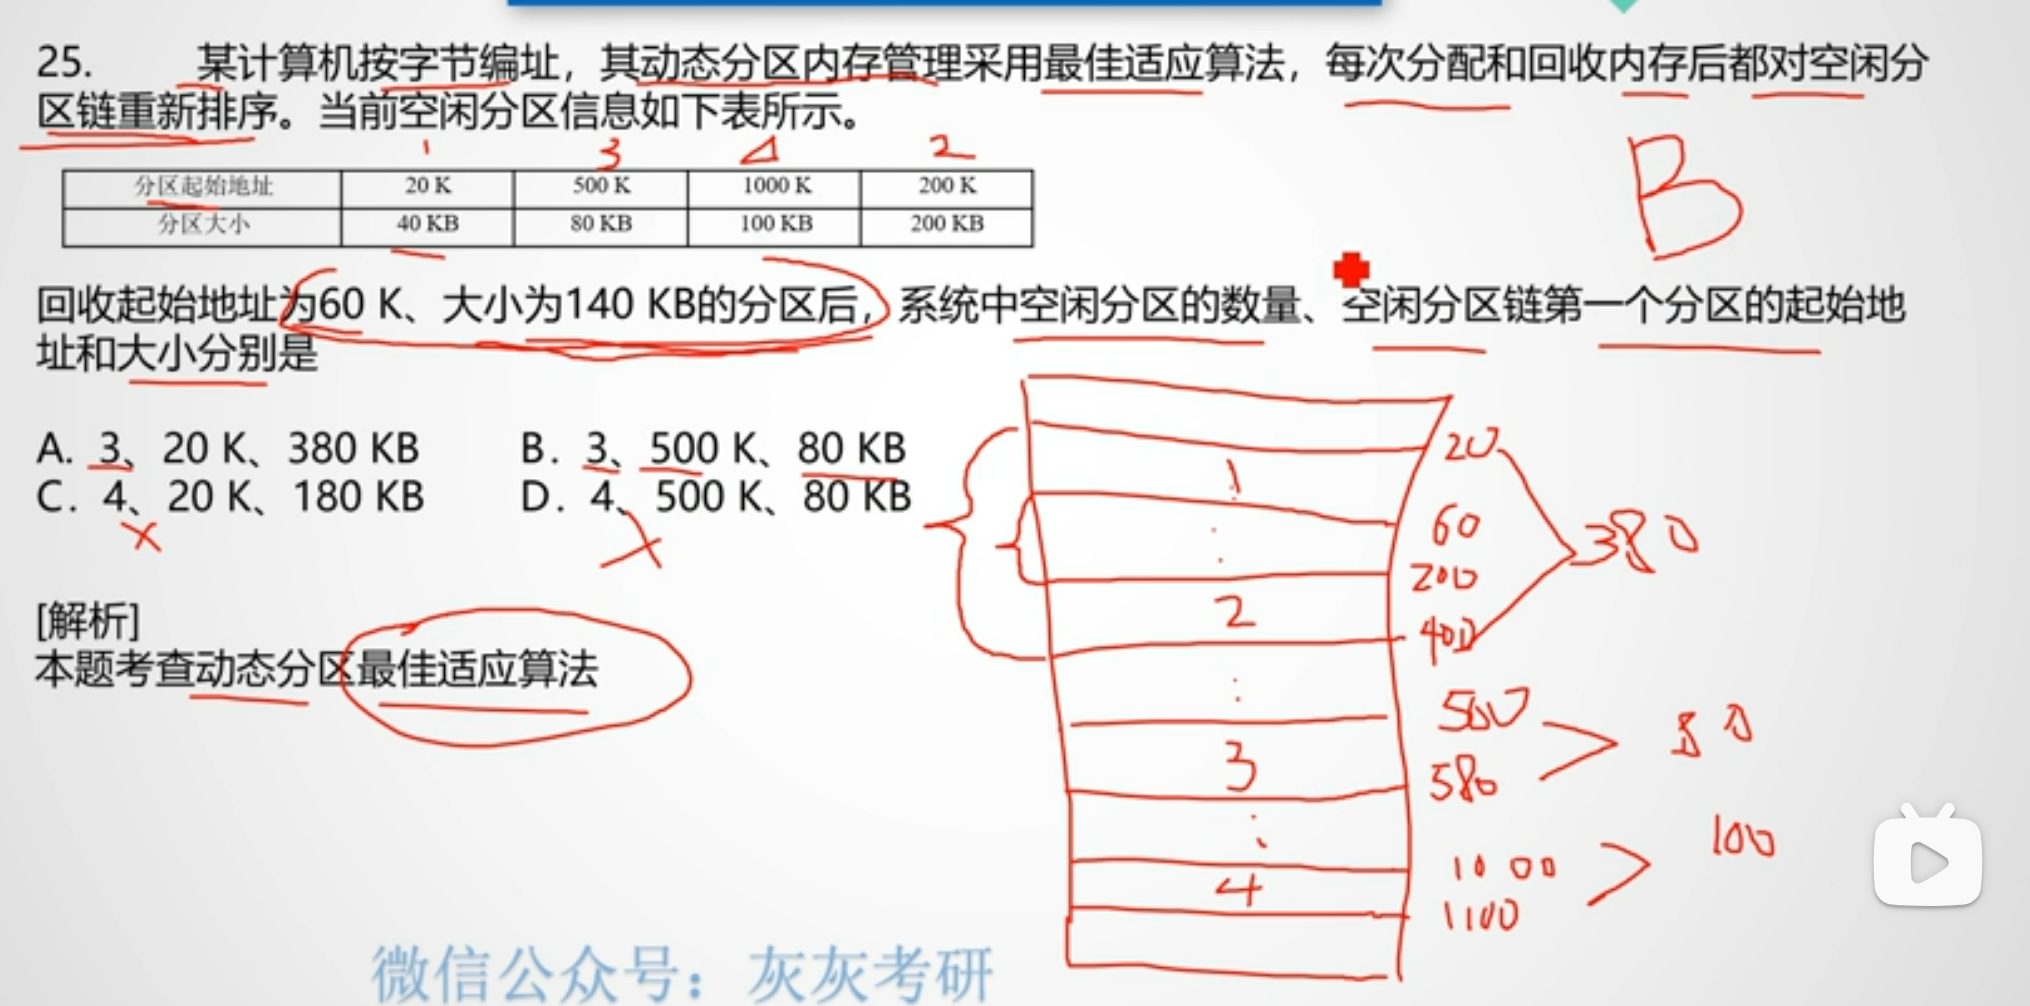 25. 某计算机按字节编址，其动态分区内存管理采用最佳适应算法，每次分配和回收内存后都对空闲分
区链重新排序。当前空闲分区信息如下表所示。
1 3 4 2
分区起始地址 20 K 500 K 1000 K 200 K
分区大小 40 KB 80 KB 100 KB 200 KB
B
回收起始地址为60 K、大小为140 KB的分区后，系统中空闲分区的数量、空闲分区链第一个分区的起始地
址和大小分别是
A. 3、20 K、380 KB B. 3、500 K、80 KB
C. 4、20 K、180 KB D. 4、500 K、80 KB
20
1
60
380
200
2
400
[解析]
本题考查动态分区最佳适应算法
500
80
3
580
100
1000
4
1100
微信公众号：灰灰考研